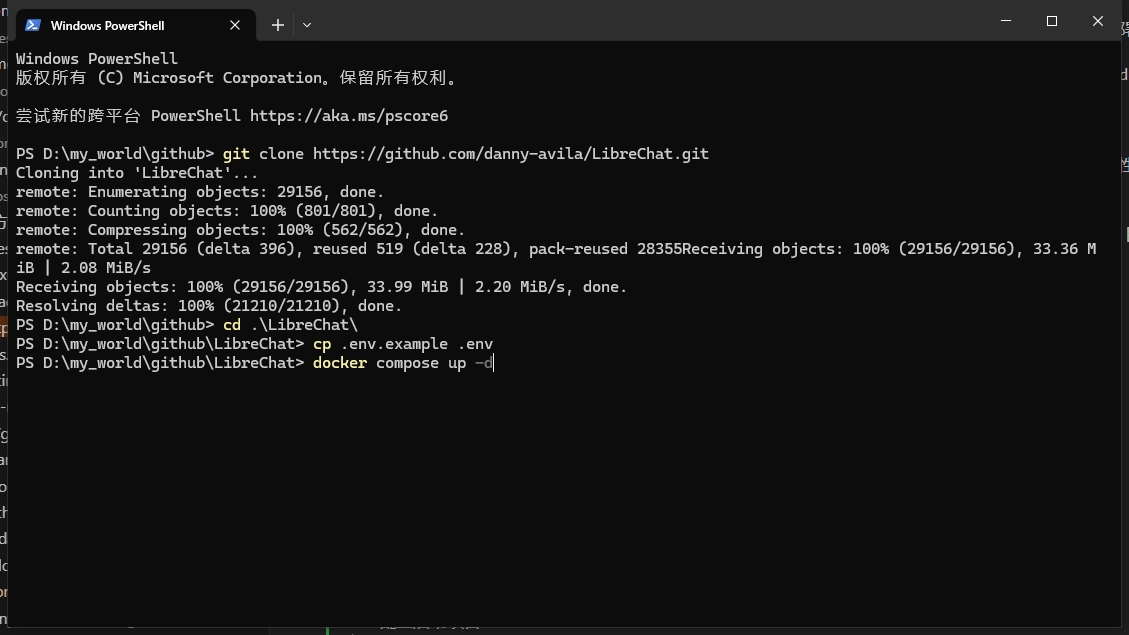 Windows PowerShell
Windows PowerShell
版权所有 (C) Microsoft Corporation。保留所有权利。
尝试新的跨平台 PowerShell https://aka.ms/pscore6
PS D:\my_world\github> git clone https://github.com/danny-avila/LibreChat.git
Cloning into 'LibreChat'...
remote: Enumerating objects: 29156, done.
remote: Counting objects: 100% (801/801), done.
remote: Compressing objects: 100% (562/562), done.
remote: Total 29156 (delta 396), reused 519 (delta 228), pack-reused 28355Receiving objects: 100% (29156/29156), 33.36 M
iB | 2.08 MiB/s
Receiving objects: 100% (29156/29156), 33.99 MiB | 2.20 MiB/s, done.
Resolving deltas: 100% (21210/21210), done.
PS D:\my_world\github> cd .\LibreChat\
PS D:\my_world\github\LibreChat> cp .env.example .env
PS D:\my_world\github\LibreChat> docker compose up -d